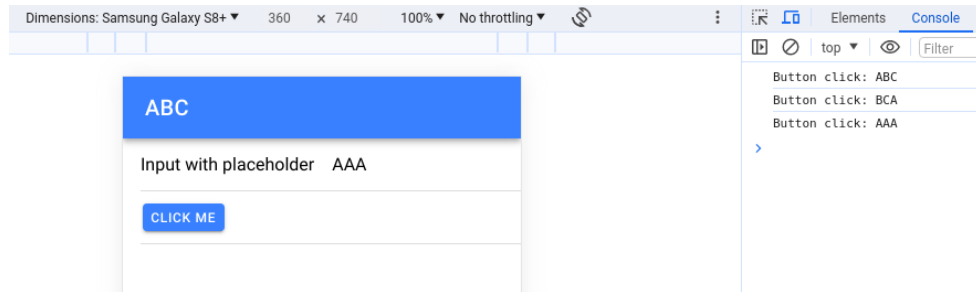 Dimensions: Samsung Galaxy S8+ ▼ 360 × 740 100% ▼ No throttling ▼
Elements Console
top ▼ Filter
ABC
Input with placeholder AAA
CLICK ME
Button click: ABC
Button click: BCA
Button click: AAA